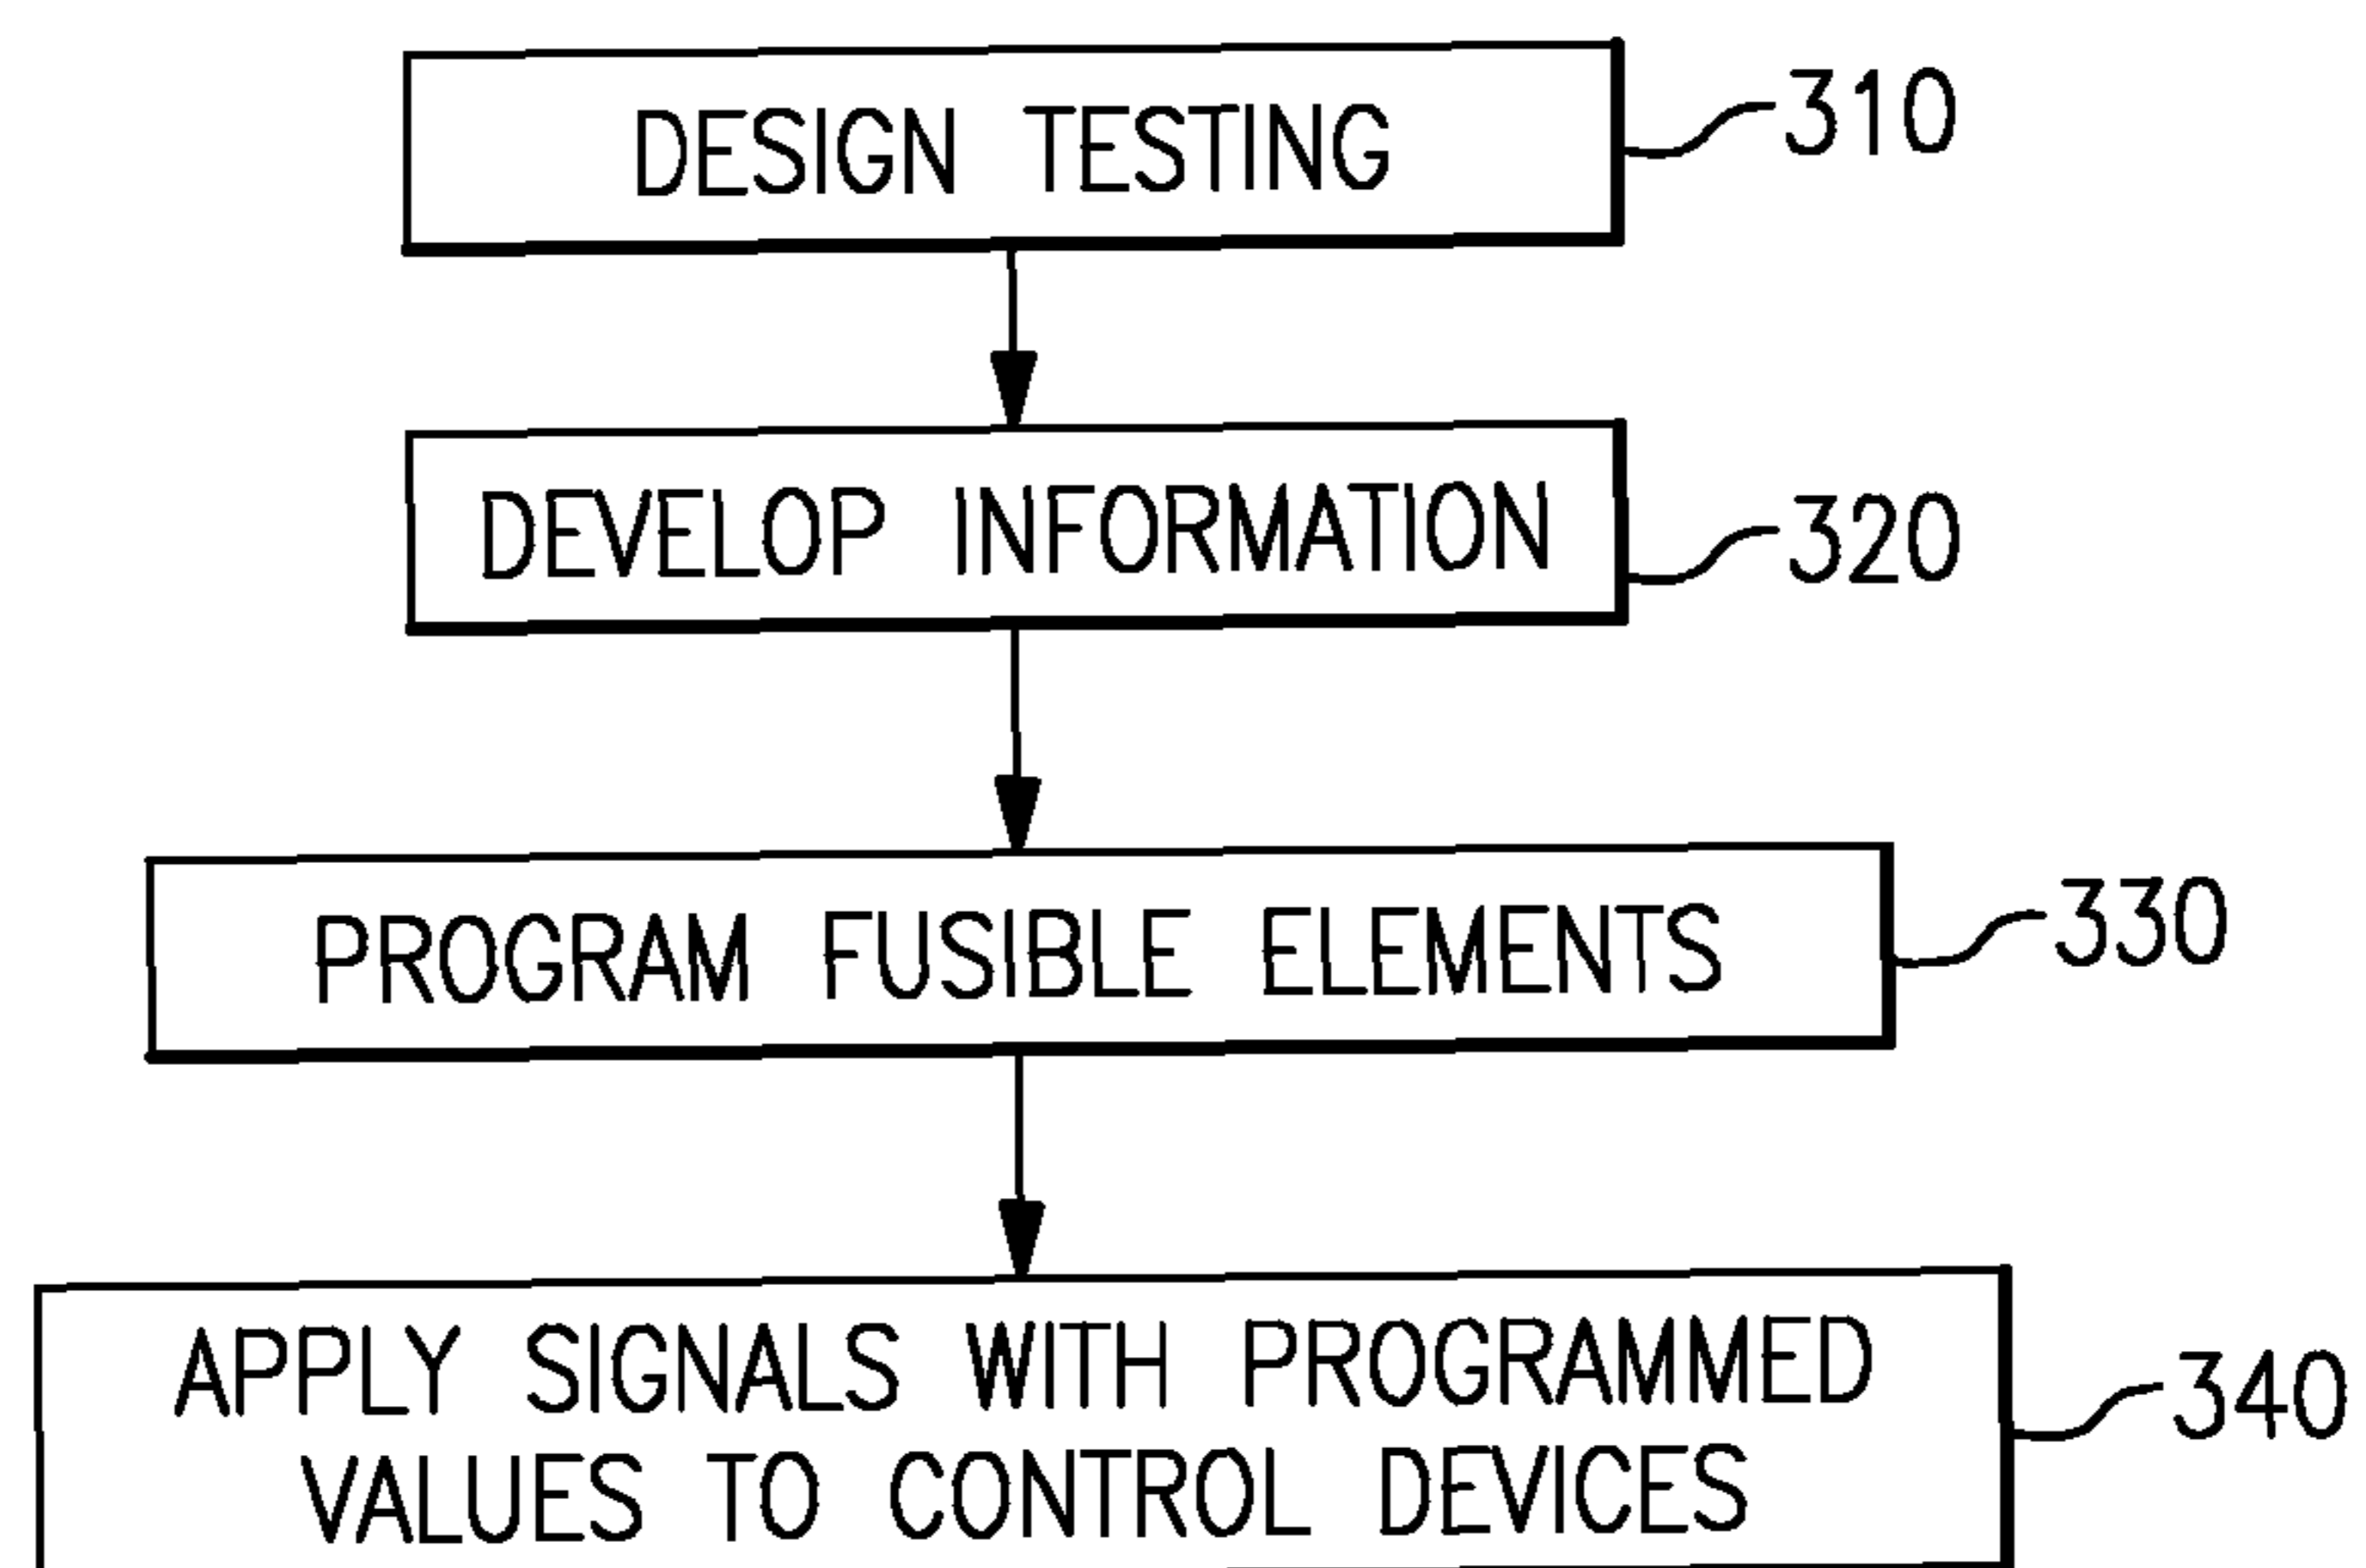 DESIGN TESTING
310
DEVELOP INFORMATION
320
PROGRAM FUSIBLE ELEMENTS
330
APPLY SIGNALS WITH PROGRAMMED
VALUES TO CONTROL DEVICES
340